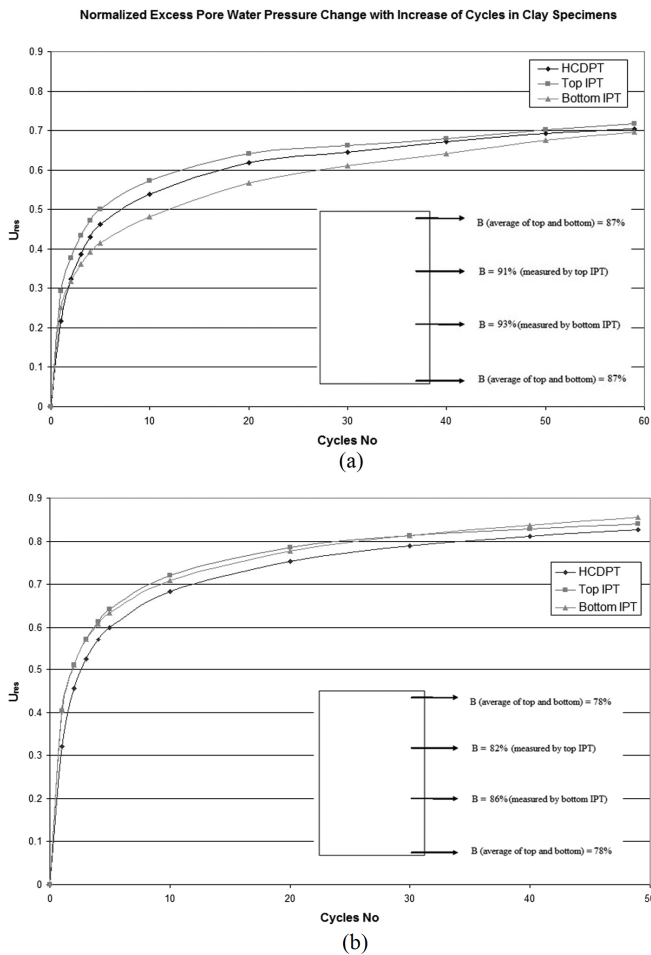 Normalized Excess Pore Water Pressure Change with Increase of Cycles in Clay Specimens
0.9
0.8
0.7
0.6
0.5
0.4
0.3
0.2
0.1
0
Ures
HCDPT
Top IPT
Bottom IPT
B (average of top and bottom) = 87%
B = 91% (measured by top IPT)
B = 93% (measured by bottom IPT)
B (average of top and bottom) = 87%
0 10 20 30 40 50 60
Cycles No
(a)
0.9
0.8
0.7
0.6
0.5
0.4
0.3
0.2
0.1
0
Ures
HCDPT
Top IPT
Bottom IPT
B (average of top and bottom) = 78%
B = 82% (measured by top IPT)
B = 86% (measured by bottom IPT)
B (average of top and bottom) = 78%
0 10 20 30 40 50
Cycles No
(b)